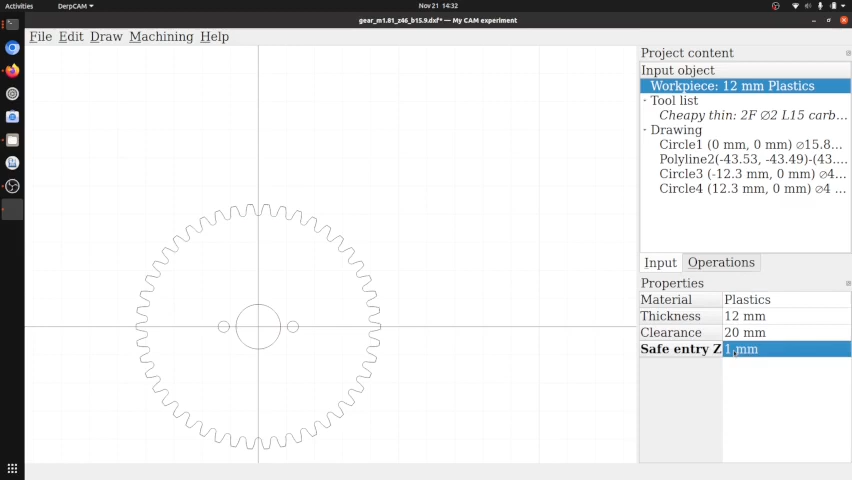 Activities DerpCAM Nov 21 14:32
gear_m1.81_z46_b15.9.dxf* — My CAM experiment
File Edit Draw Machining Help
Project content
Input object
Workpiece: 12 mm Plastics
Tool list
Cheapy thin: 2F ∅2 L15 carb...
Drawing
Circle1 (0 mm, 0 mm) ∅15.8...
Polyline2(-43.53, -43.49)-(43....
Circle3 (-12.3 mm, 0 mm) ∅4...
Circle4 (12.3 mm, 0 mm) ∅4 ...
Input Operations
Properties
Material Plastics
Thickness 12 mm
Clearance 20 mm
Safe entry Z 1 mm